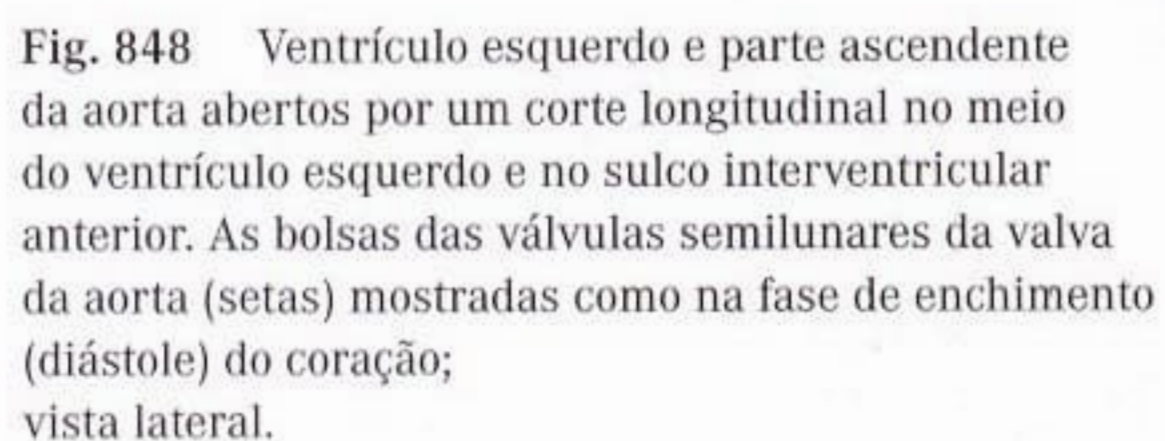 Fig. 848 Ventrículo esquerdo e parte ascendente
da aorta abertos por um corte longitudinal no meio
do ventrículo esquerdo e no sulco interventricular
anterior. As bolsas das válvulas semilunares da valva
da aorta (setas) mostradas como na fase de enchimento
(diástole) do coração;
vista lateral.